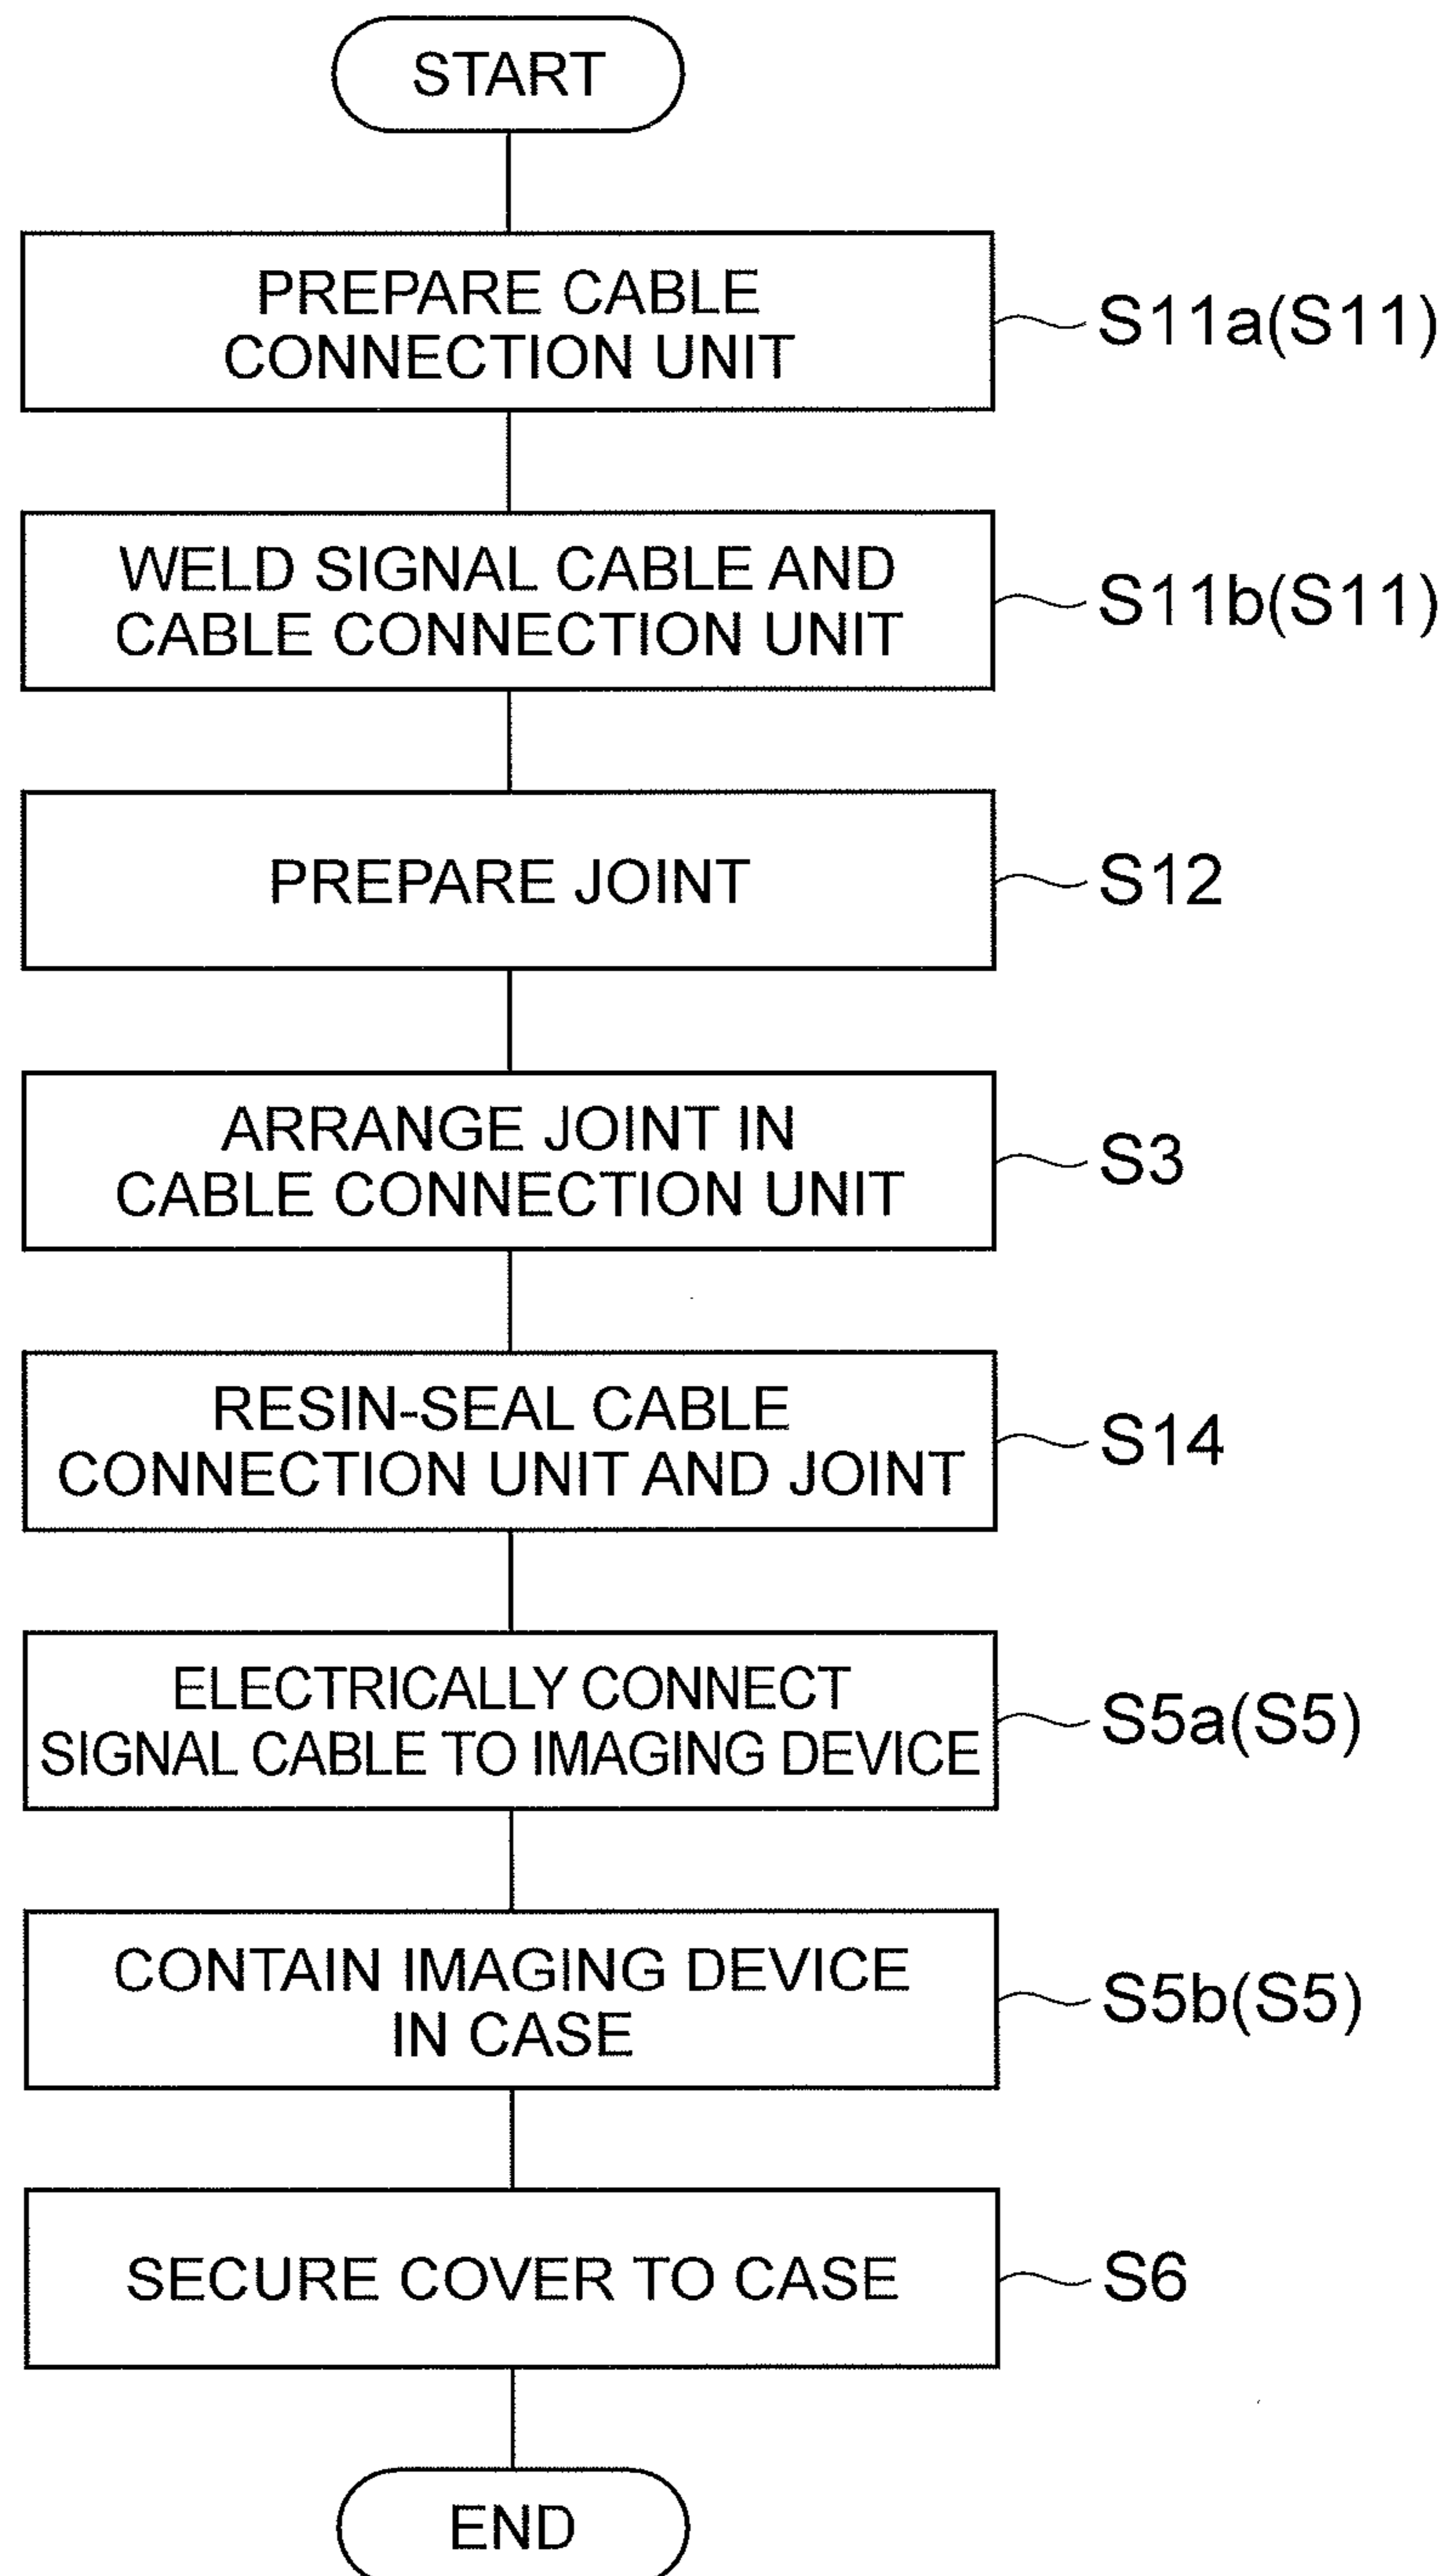 START
PREPARE CABLE
CONNECTION UNIT
S11a(S11)
WELD SIGNAL CABLE AND
CABLE CONNECTION UNIT
S11b(S11)
PREPARE JOINT
S12
ARRANGE JOINT IN
CABLE CONNECTION UNIT
S3
RESIN-SEAL CABLE
CONNECTION UNIT AND JOINT
S14
ELECTRICALLY CONNECT
SIGNAL CABLE TO IMAGING DEVICE
S5a(S5)
CONTAIN IMAGING DEVICE
IN CASE
S5b(S5)
SECURE COVER TO CASE
S6
END